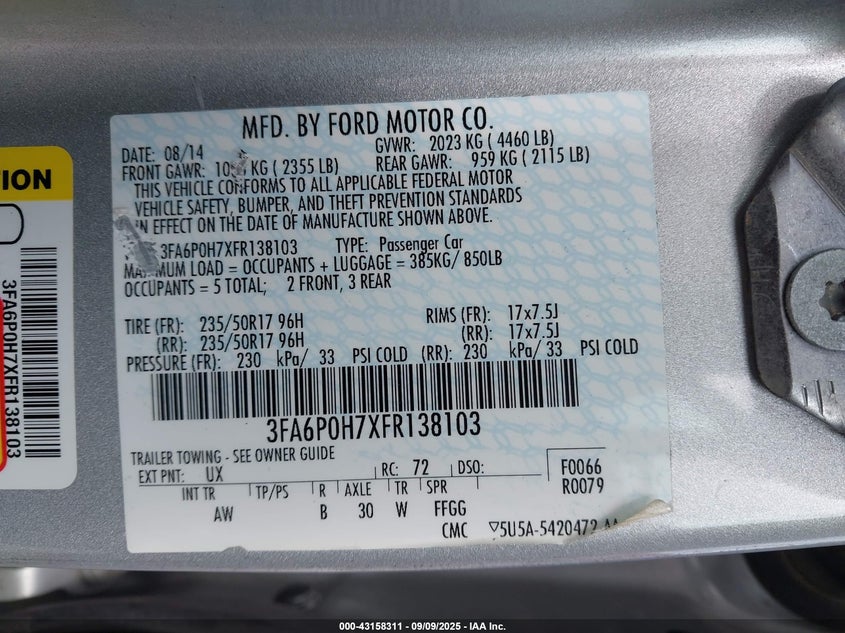 MFD. BY FORD MOTOR CO.
DATE: 08/14 GVWR: 2023 KG ( 4460 LB)
FRONT GAWR: KG ( 2355 LB) REAR GAWR: 959 KG ( 2115 LB)
THIS VEHICLE CONFORMS TO ALL APPLICABLE FEDERAL MOTOR
VEHICLE SAFETY, BUMPER, AND THEFT PREVENTION STANDARDS
IN EFFECT ON THE DATE OF MANUFACTURE SHOWN ABOVE.
3FA6P0H7XFR138103 TYPE: Passenger Car
MAXIMUM LOAD = OCCUPANTS + LUGGAGE = 385KG/ 850LB
OCCUPANTS = 5 TOTAL; 2 FRONT, 3 REAR
TIRE (FR): 235/50R17 96H RIMS (FR): 17x7.5J
(RR): 235/50R17 96H (RR): 17x7.5J
PRESSURE (FR): 230 kPa/ 33 PSI COLD (RR): 230 kPa/ 33 PSI COLD
3FA6P0H7XFR138103
TRAILER TOWING - SEE OWNER GUIDE
EXT PNT: UX RC: 72 DSO: F0066
R0079
INT TR TP/PS R AXLE TR SPR
AW B 30 W FFGG
CMC 5U5A-5420472
ION
3FA6P0H7XFR138103
000-43158311 - 09/09/2025 - IAA Inc.